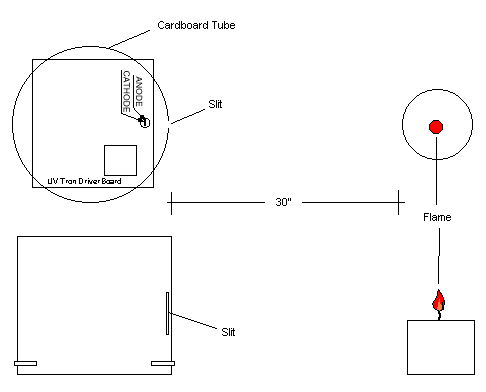 Cardboard Tube
ANODE
CATHODE
Slit
UV Tron Driver Board
30"
Flame
Slit